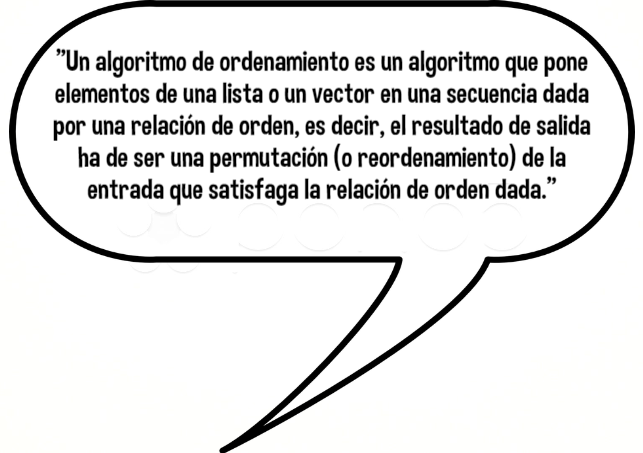 ”Un algoritmo de ordenamiento es un algoritmo que pone
elementos de una lista o un vector en una secuencia dada
por una relación de orden, es decir, el resultado de salida
ha de ser una permutación (o reordenamiento) de la
entrada que satisfaga la relación de orden dada.”